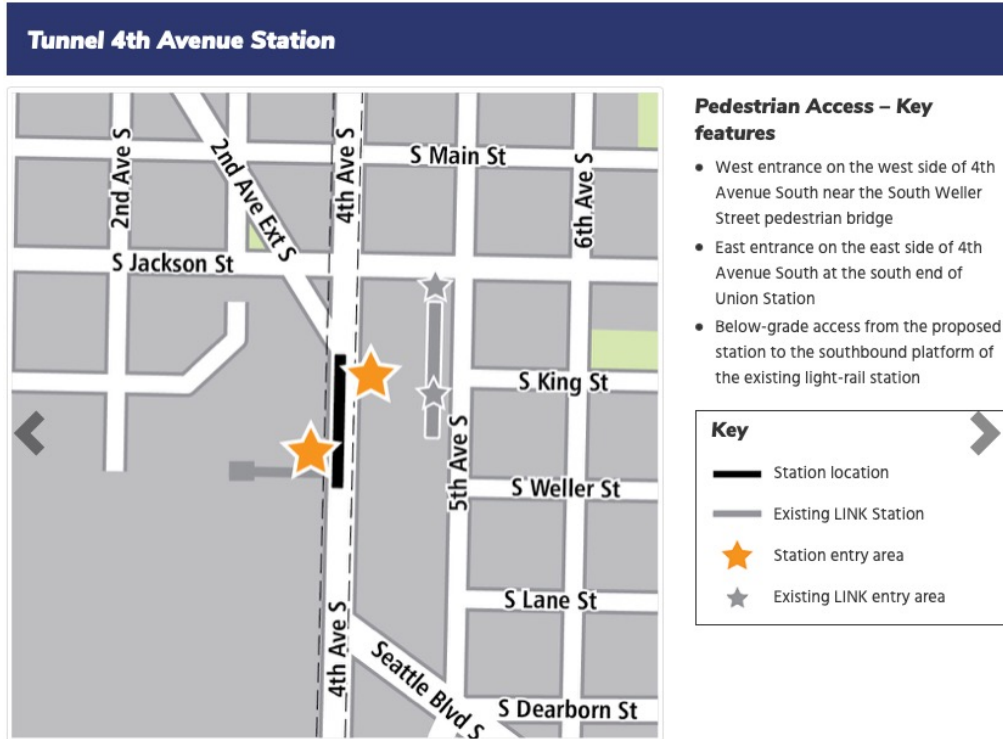 Tunnel 4th Avenue Station
2nd Ave S
2nd Ave Ext S
4th Ave S
S Main St
6th Ave S
S Jackson St
S King St
5th Ave S
S Weller St
S Lane St
4th Ave S
Seattle Blvd S
S Dearborn St
Pedestrian Access – Key
features
• West entrance on the west side of 4th
Avenue South near the South Weller
Street pedestrian bridge
• East entrance on the east side of 4th
Avenue South at the south end of
Union Station
• Below-grade access from the proposed
station to the southbound platform of
the existing light-rail station
Key
Station location
Existing LINK Station
Station entry area
Existing LINK entry area